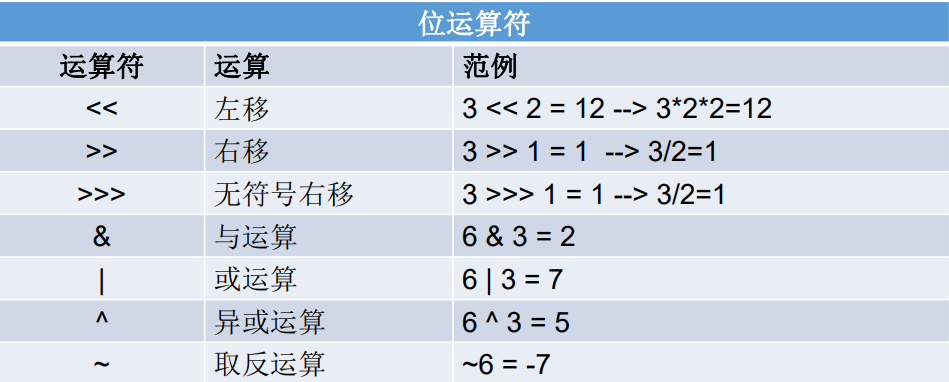 位运算符
运算符 运算 范例
<< 左移 3 << 2 = 12 --> 3*2*2=12
>> 右移 3 >> 1 = 1 --> 3/2=1
>>> 无符号右移 3 >>> 1 = 1 --> 3/2=1
& 与运算 6 & 3 = 2
| 或运算 6 | 3 = 7
^ 异或运算 6 ^ 3 = 5
~ 取反运算 ~6 = -7